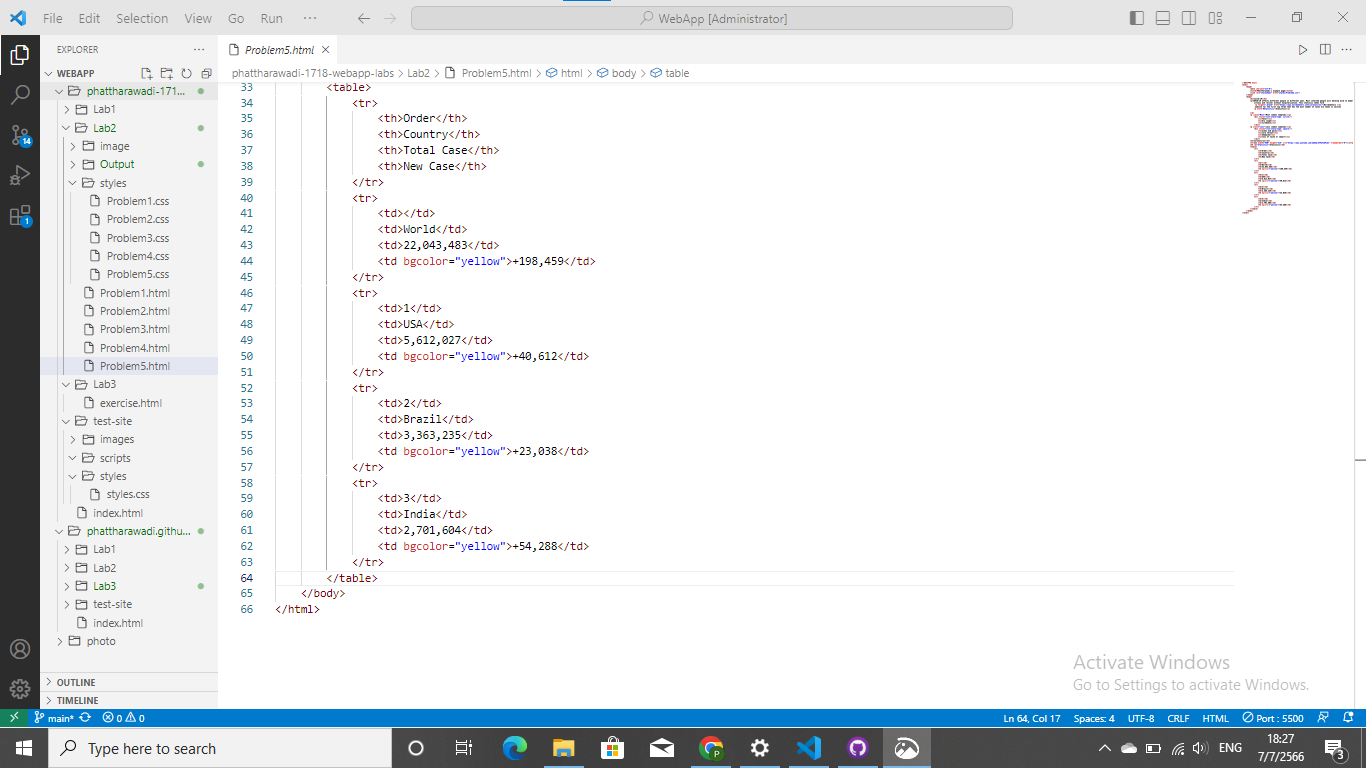 File Edit Selection View Go Run ··· WebApp [Administrator]
EXPLORER ···
WEBAPP
phattharawadi-171...
Lab1
Lab2
image
Output
styles
Problem1.css
Problem2.css
Problem3.css
Problem4.css
Problem5.css
Problem1.html
Problem2.html
Problem3.html
Problem4.html
Problem5.html
Lab3
exercise.html
test-site
images
scripts
styles
styles.css
index.html
phattharawadi.githu...
Lab1
Lab2
Lab3
test-site
index.html
photo
OUTLINE
TIMELINE
14
1
Problem5.html
phattharawadi-1718-webapp-labs > Lab2 > Problem5.html > html > body > table
33 <table>
34 <tr>
35 <th>Order</th>
36 <th>Country</th>
37 <th>Total Case</th>
38 <th>New Case</th>
39 </tr>
40 <tr>
41 <td></td>
42 <td>World</td>
43 <td>22,043,483</td>
44 <td bgcolor="yellow">+198,459</td>
45 </tr>
46 <tr>
47 <td>1</td>
48 <td>USA</td>
49 <td>5,612,027</td>
50 <td bgcolor="yellow">+40,612</td>
51 </tr>
52 <tr>
53 <td>2</td>
54 <td>Brazil</td>
55 <td>3,363,235</td>
56 <td bgcolor="yellow">+23,038</td>
57 </tr>
58 <tr>
59 <td>3</td>
60 <td>India</td>
61 <td>2,701,604</td>
62 <td bgcolor="yellow">+54,288</td>
63 </tr>
64 </table>
65 </body>
66 </html>
Activate Windows
Go to Settings to activate Windows.
main* 0 0 Ln 64, Col 17 Spaces: 4 UTF-8 CRLF HTML Port : 5500
Type here to search ENG 18:27
7/7/2566 3